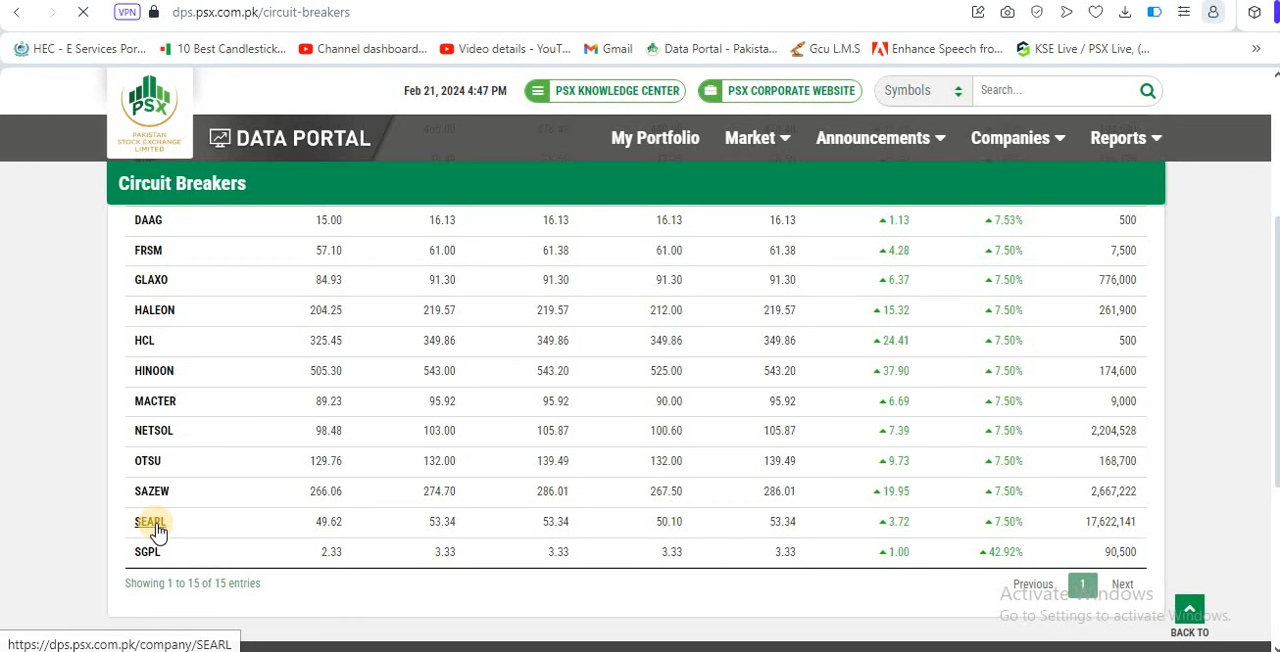 VPN dps.psx.com.pk/circuit-breakers
HEC - E Services Por... 10 Best Candlestick... Channel dashboard... Video details - YouT... Gmail Data Portal - Pakista... Gcu L.M.S Enhance Speech fro... KSE Live / PSX Live, (... »
PSX
PAKISTAN
STOCK EXCHANGE
LIMITED
Feb 21, 2024 4:47 PM PSX KNOWLEDGE CENTER PSX CORPORATE WEBSITE Symbols Search...
DATA PORTAL My Portfolio Market Announcements Companies Reports
Circuit Breakers
DAAG 15.00 16.13 16.13 16.13 16.13 1.13 7.53% 500
FRSM 57.10 61.00 61.38 61.00 61.38 4.28 7.50% 7,500
GLAXO 84.93 91.30 91.30 91.30 91.30 6.37 7.50% 776,000
HALEON 204.25 219.57 219.57 212.00 219.57 15.32 7.50% 261,900
HCL 325.45 349.86 349.86 349.86 349.86 24.41 7.50% 500
HINOON 505.30 543.00 543.20 525.00 543.20 37.90 7.50% 174,600
MACTER 89.23 95.92 95.92 90.00 95.92 6.69 7.50% 9,000
NETSOL 98.48 103.00 105.87 100.60 105.87 7.39 7.50% 2,204,528
OTSU 129.76 132.00 139.49 132.00 139.49 9.73 7.50% 168,700
SAZEW 266.06 274.70 286.01 267.50 286.01 19.95 7.50% 2,667,222
SEARL 49.62 53.34 53.34 50.10 53.34 3.72 7.50% 17,622,141
SGPL 2.33 3.33 3.33 3.33 3.33 1.00 42.92% 90,500
Showing 1 to 15 of 15 entries Previous 1 Next
Activate Windows
Go to Settings to activate Windows.
BACK TO
https://dps.psx.com.pk/company/SEARL